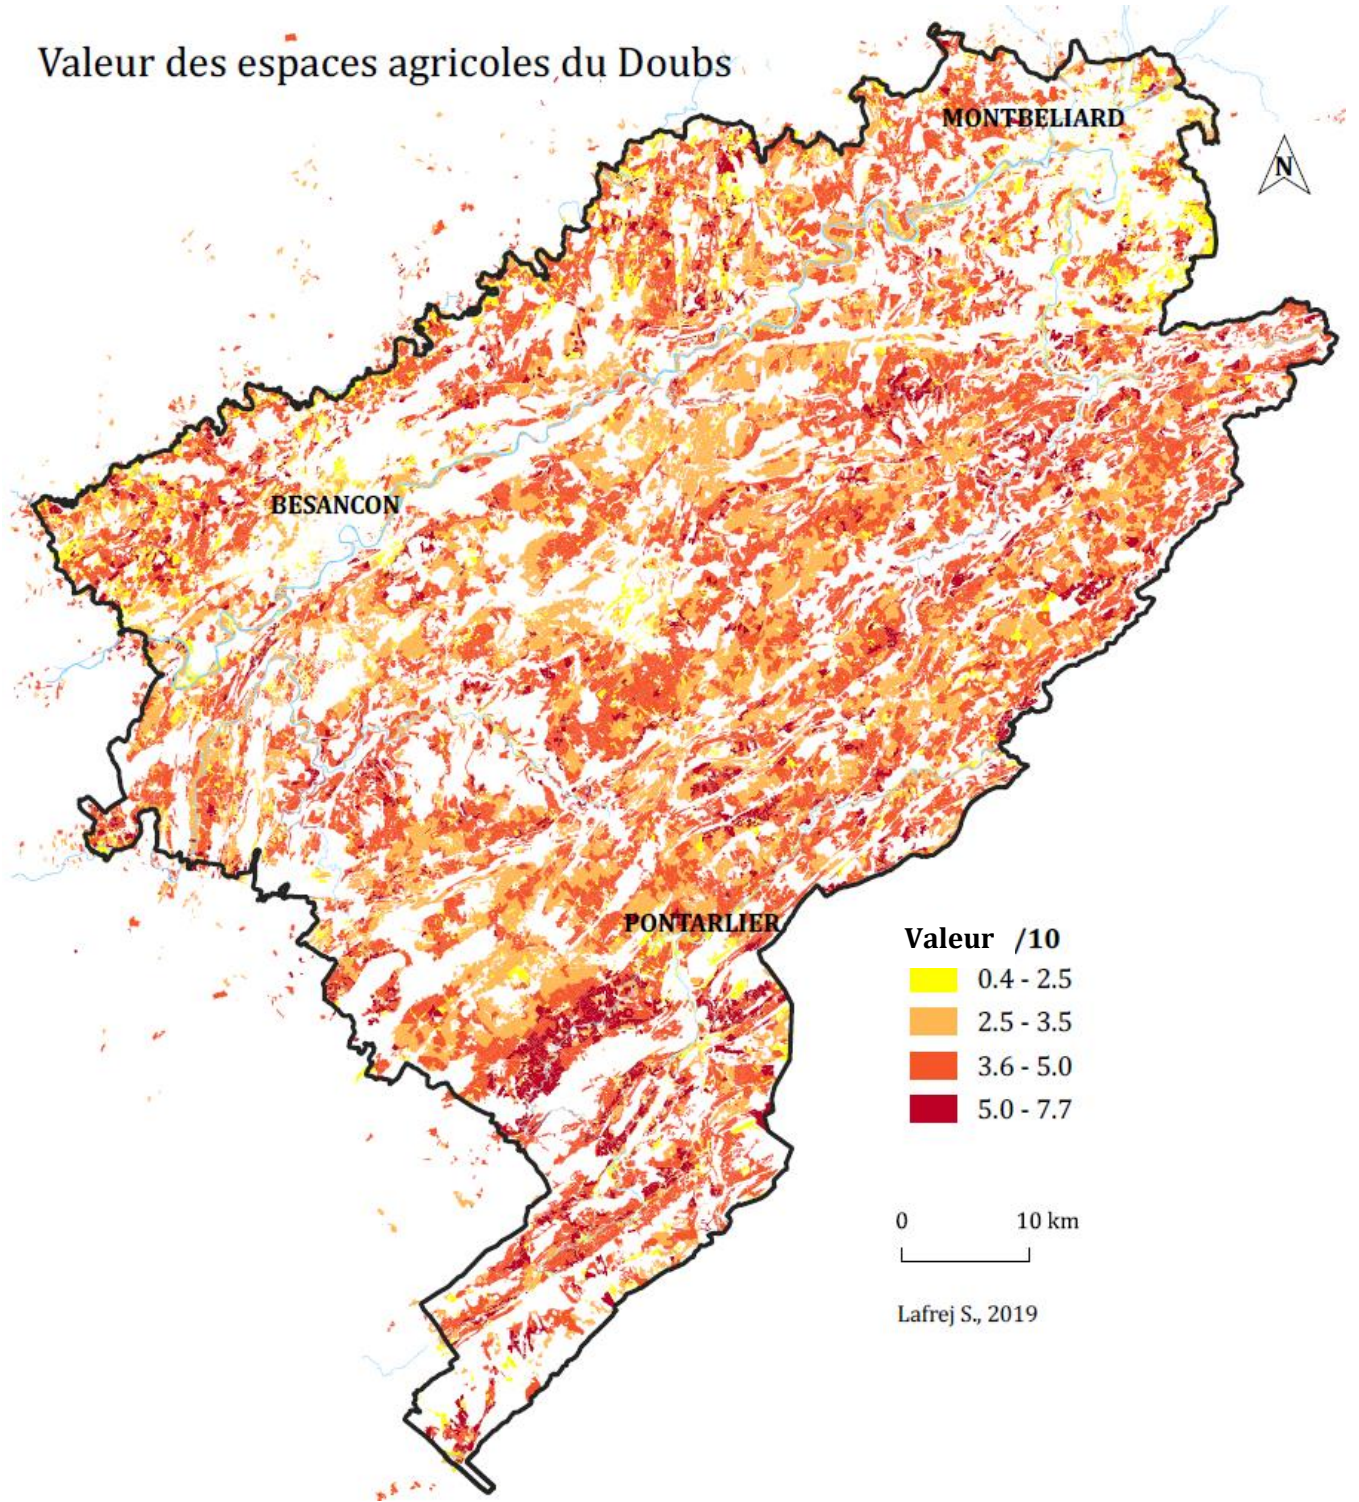 Valeur des espaces agricoles du Doubs
MONTBELIARD
N
BESANCON
PONTARLIER
Valeur /10
0.4 - 2.5
2.5 - 3.5
3.6 - 5.0
5.0 - 7.7
0 10 km
Lafrej S., 2019